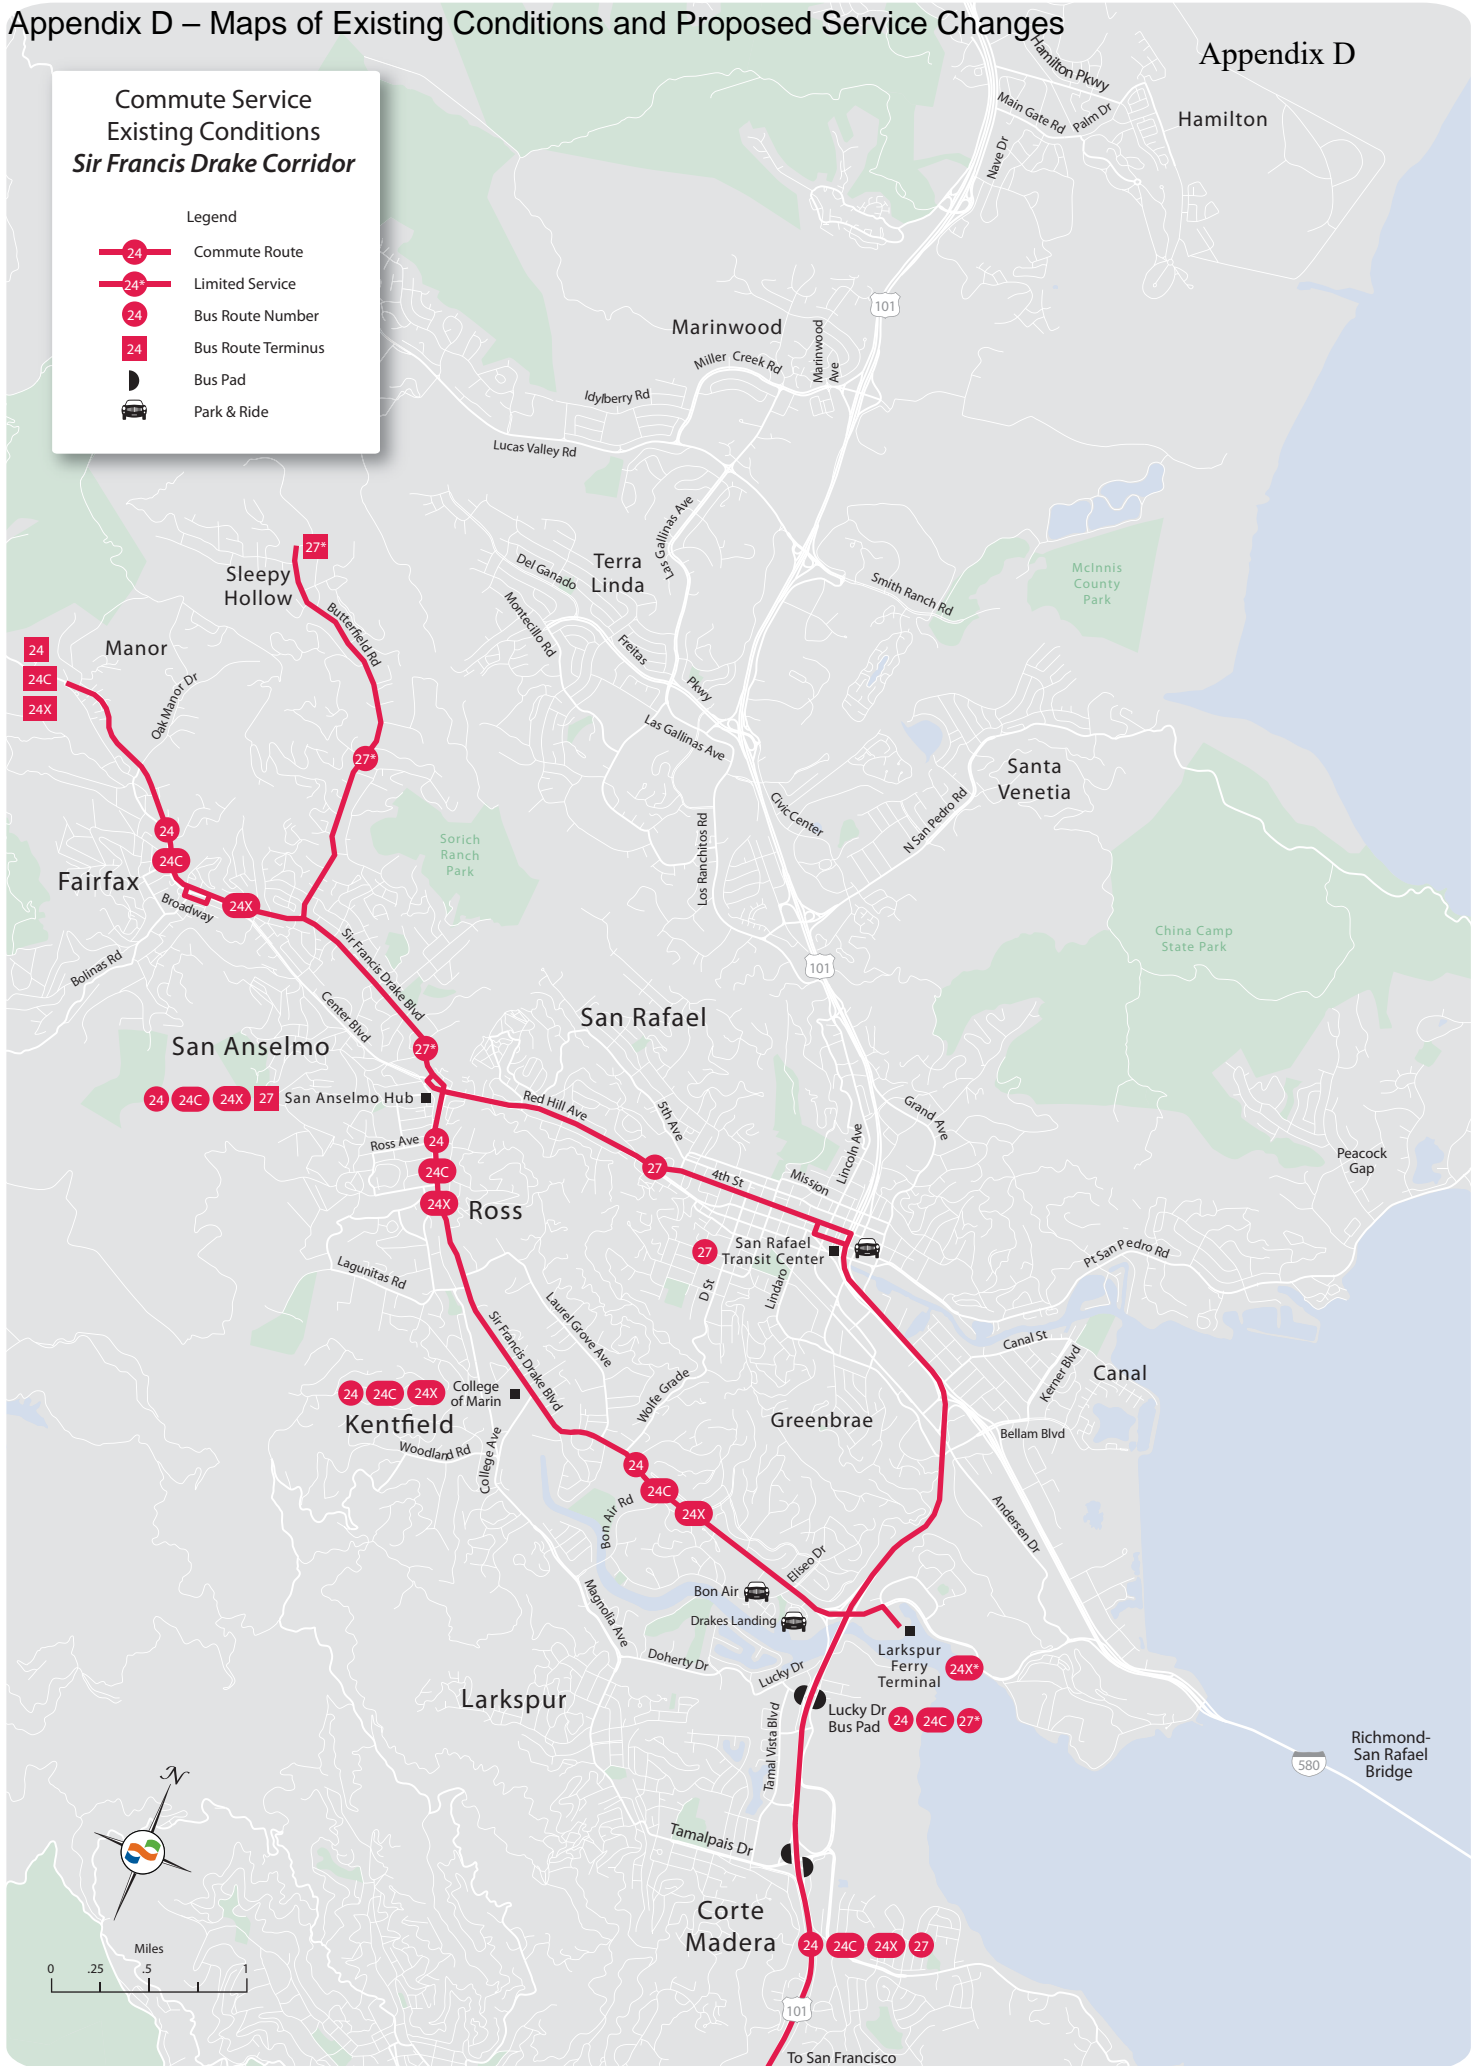 Appendix D – Maps of Existing Conditions and Proposed Service Changes
Appendix D
Commute Service
Existing Conditions
Sir Francis Drake Corridor
Legend
24 Commute Route
24* Limited Service
24 Bus Route Number
24 Bus Route Terminus
Bus Pad
Park & Ride
Hamilton Pkwy
Main Gate Rd
Palm Dr
Hamilton
Nave Dr
101
Marinwood
Marinwood
Ave
Miller Creek Rd
Idylberry Rd
Lucas Valley Rd
Las Gallinas Ave
Terra
Linda
Del Ganado
Montecillo Rd
Freitas
Pkwy
Smith Ranch Rd
McInnis
County
Park
27*
Sleepy
Hollow
Butterfield Rd
24
24C
24X
Manor
Oak Manor Dr
Las Gallinas Ave
27*
Santa
Venetia
Civic Center
N San Pedro Rd
Los Ranchitos Rd
24
24C
Sorich
Ranch
Park
Fairfax
24X
Broadway
Bolinas Rd
Sir Francis Drake Blvd
China Camp
State Park
101
Center Blvd
San Rafael
San Anselmo
27*
24 24C 24X 27 San Anselmo Hub
Red Hill Ave
5th Ave
Grand Ave
Lincoln Ave
Ross Ave
24
24C
24X
27
4th St
Mission
Peacock
Gap
Ross
27
San Rafael
Transit Center
Pt San Pedro Rd
Lagunitas Rd
D St
Lindaro
Laurel Grove Ave
Sir Francis Drake Blvd
Canal St
Kerner Blvd
Canal
24 24C 24X College
of Marin
Kentfield
Wolfe Grade
Greenbrae
Bellam Blvd
Woodland Rd
College Ave
24
24C
24X
Bon Air Rd
Andersen Dr
Eliseo Dr
Bon Air
Drakes Landing
Magnolia Ave
Larkspur
Ferry
Terminal
24X*
Doherty Dr
Lucky Dr
Larkspur
Lucky Dr
Bus Pad
24 24C 27*
Tamal Vista Blvd
Richmond-
San Rafael
Bridge
580
N
Tamalpais Dr
Corte
Madera
24 24C 24X 27
Miles
0 .25 .5 1
101
To San Francisco